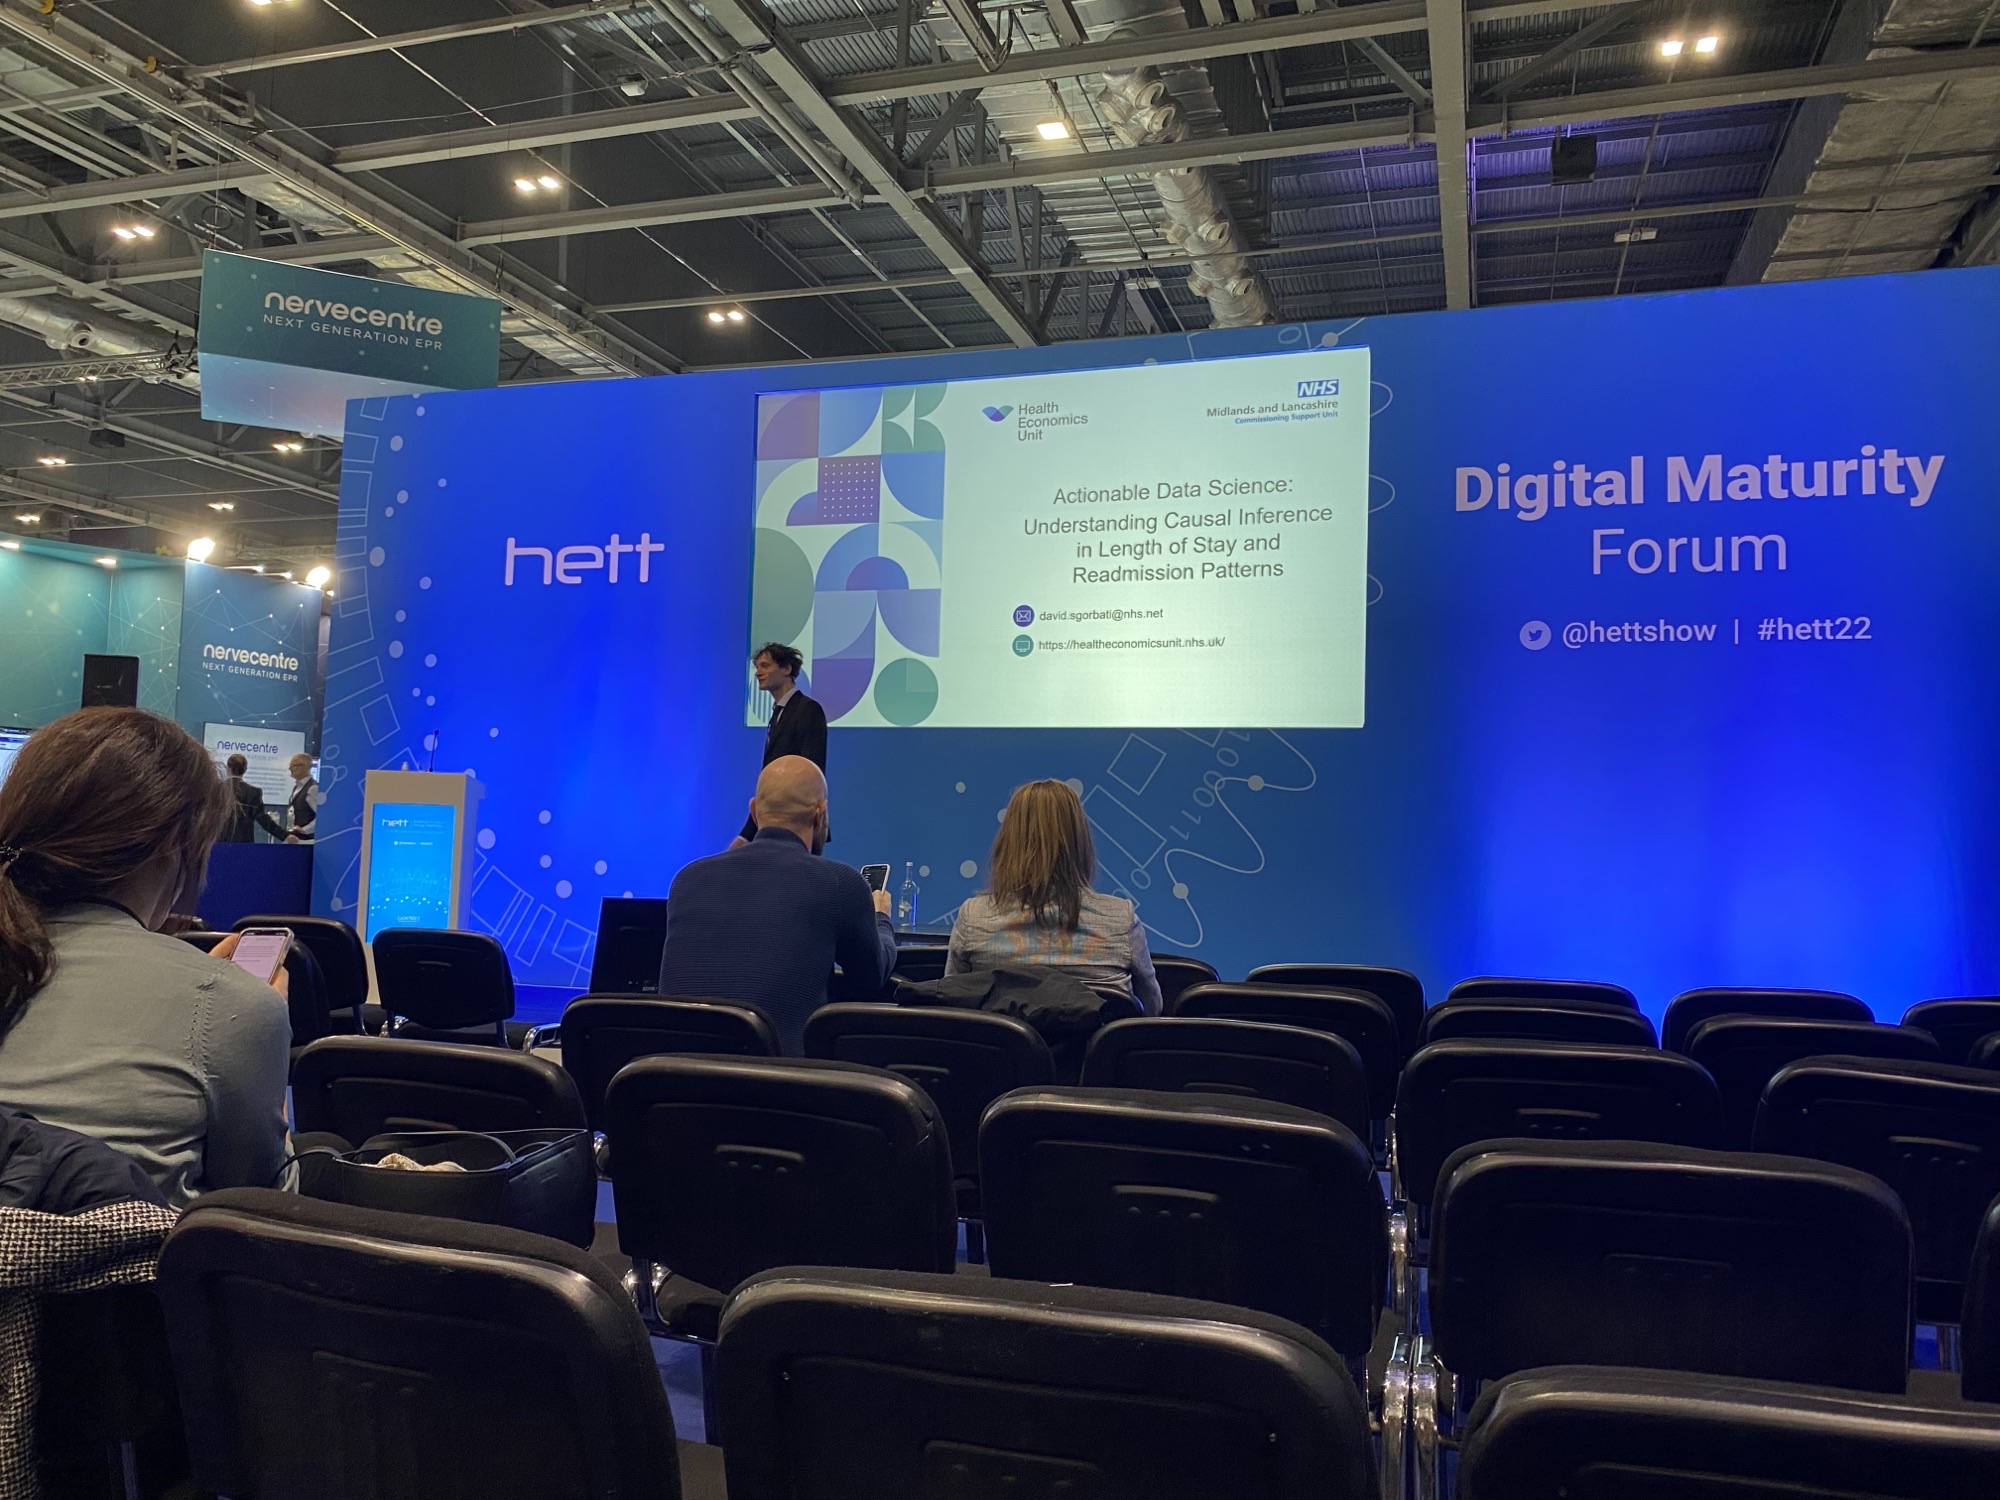 nervecentre
NEXT GENERATION EPR
Health
Economics
Unit
NHS
Midlands and Lancashire
Commissioning Support Unit
Actionable Data Science:
Understanding Causal Inference
in Length of Stay and
Readmission Patterns
david.sgorbati@nhs.net
https://healtheconomicsunit.nhs.uk/
hett
Digital Maturity
Forum
@hettshow | #hett22
nervecentre
NEXT GENERATION EPR
nervecentre
hett